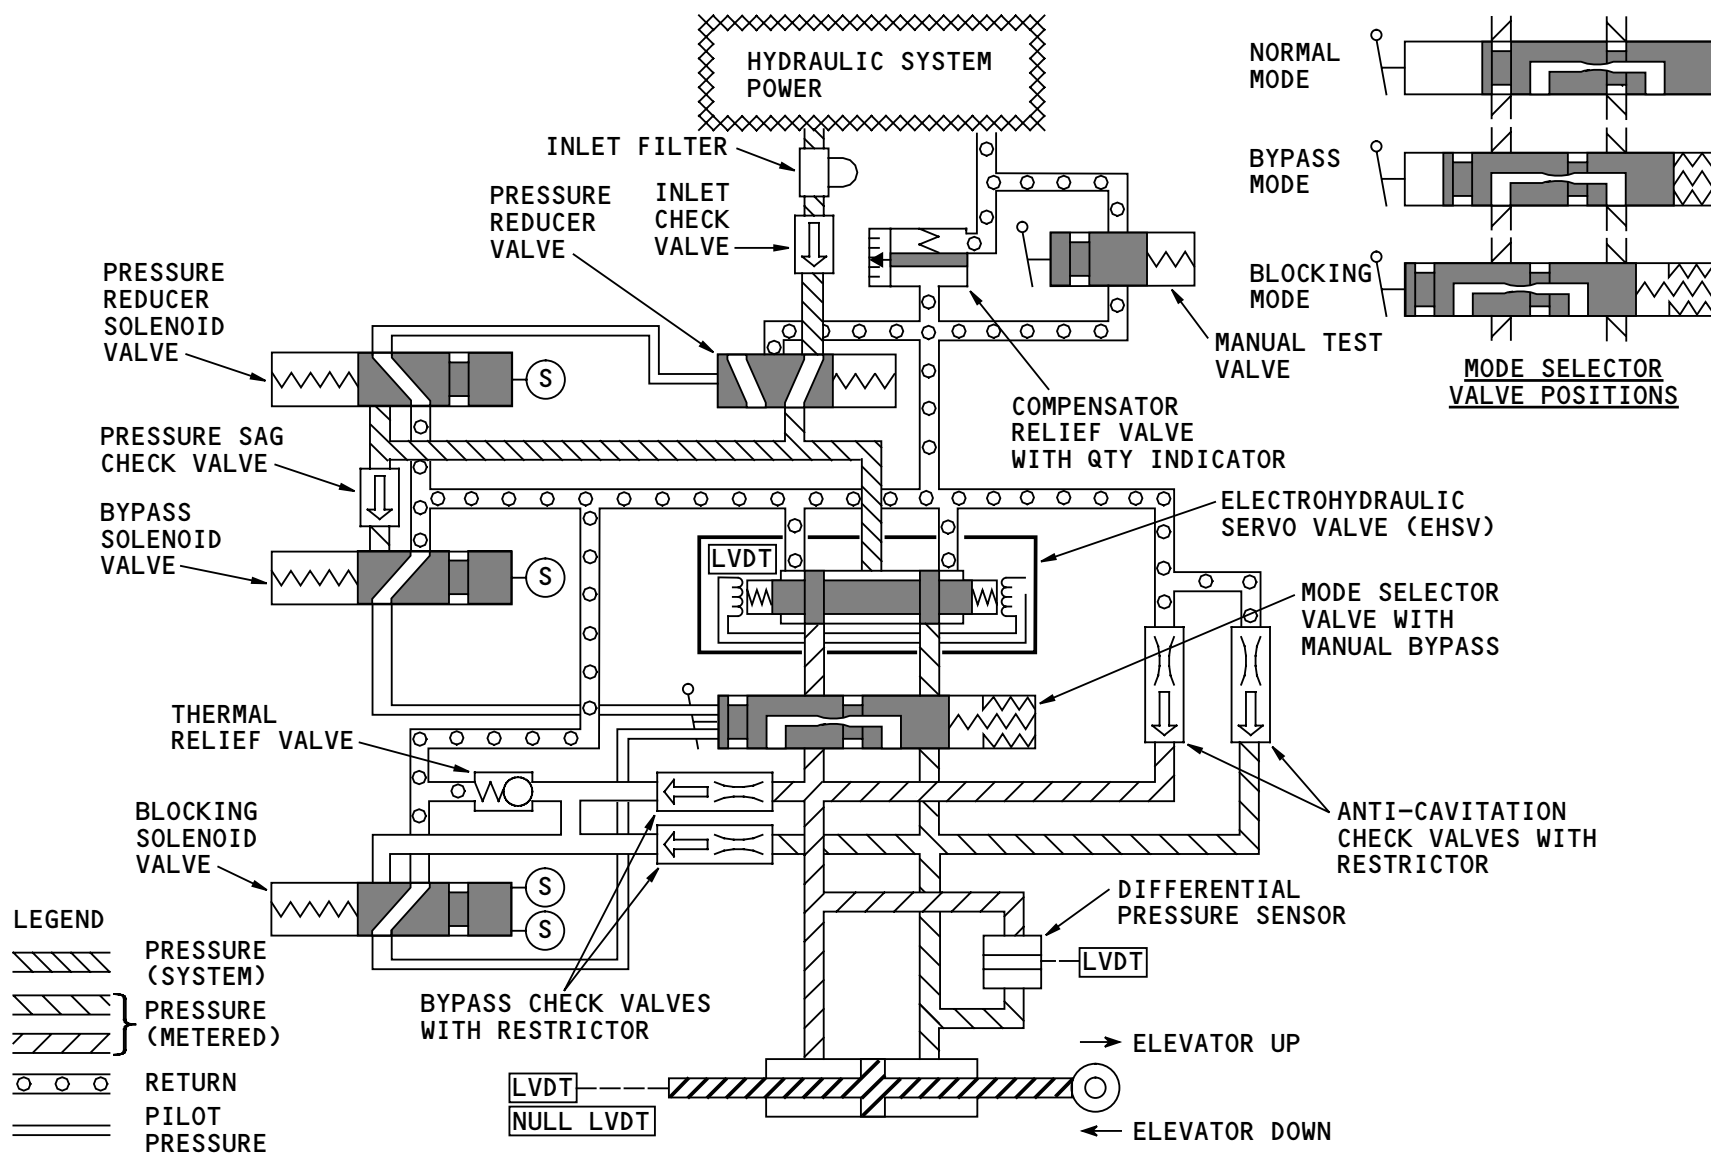 HYDRAULIC SYSTEM
POWER
NORMAL
MODE
BYPASS
MODE
BLOCKING
MODE
MODE SELECTOR
VALVE POSITIONS
INLET FILTER
PRESSURE
REDUCER
VALVE
INLET
CHECK
VALVE
PRESSURE
REDUCER
SOLENOID
VALVE
S
MANUAL TEST
VALVE
COMPENSATOR
RELIEF VALVE
WITH QTY INDICATOR
PRESSURE SAG
CHECK VALVE
BYPASS
SOLENOID
VALVE
S
ELECTROHYDRAULIC
SERVO VALVE (EHSV)
LVDT
MODE SELECTOR
VALVE WITH
MANUAL BYPASS
THERMAL
RELIEF VALVE
BLOCKING
SOLENOID
VALVE
S
S
ANTI-CAVITATION
CHECK VALVES WITH
RESTRICTOR
DIFFERENTIAL
PRESSURE SENSOR
LVDT
BYPASS CHECK VALVES
WITH RESTRICTOR
LEGEND
PRESSURE
(SYSTEM)
PRESSURE
(METERED)
RETURN
PILOT
PRESSURE
LVDT
NULL LVDT
ELEVATOR UP
ELEVATOR DOWN